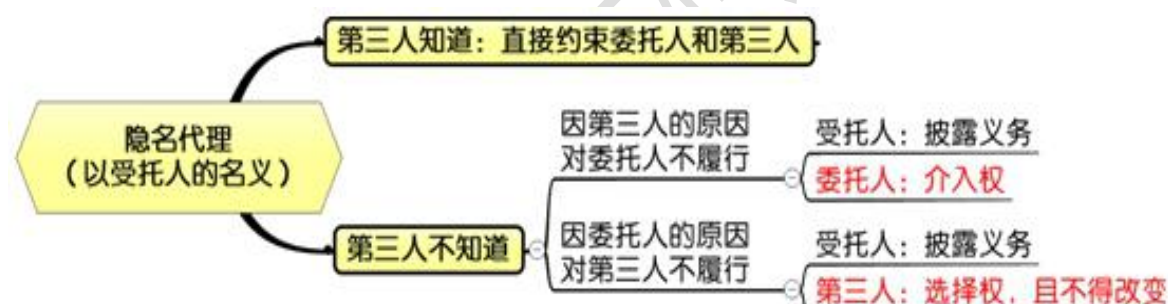 第三人知道：直接约束委托人和第三人
隐名代理
（以受托人的名义）
因第三人的原因
对委托人不履行
受托人：披露义务
委托人：介入权
第三人不知道
因委托人的原因
对第三人不履行
受托人：披露义务
第三人：选择权，且不得改变